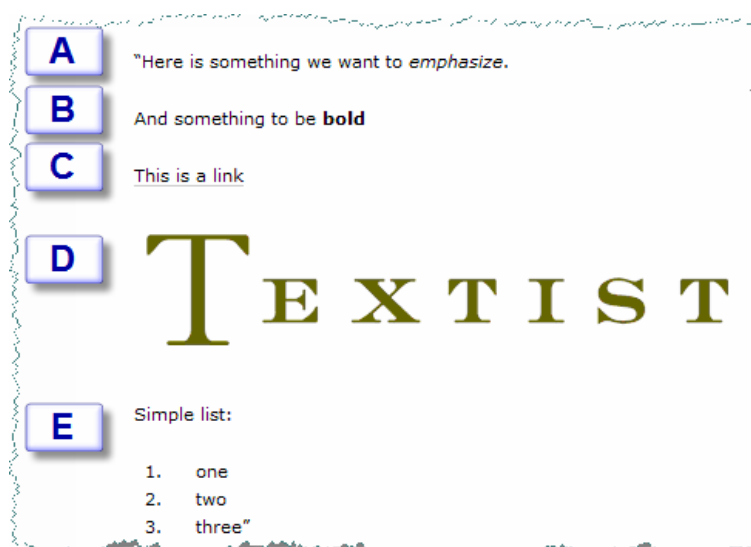 A
“Here is something we want to emphasize.
B
And something to be bold
C
This is a link
D
TEXTIST
E
Simple list:
1. one
2. two
3. three”